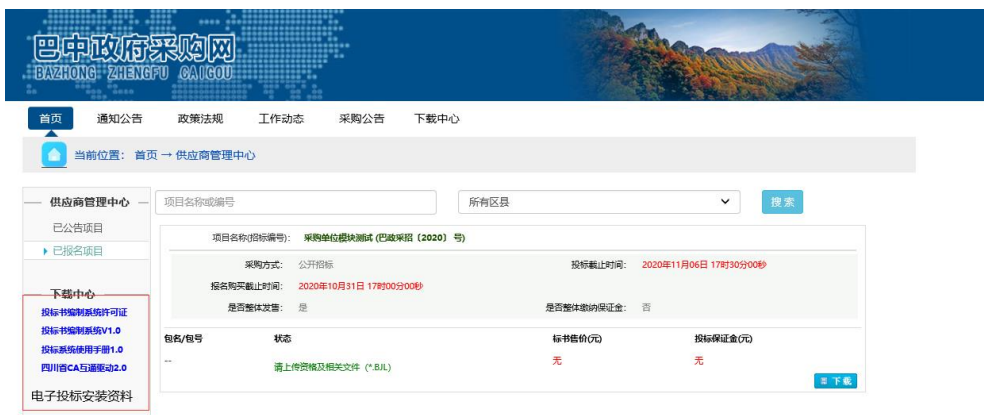 巴中政府采购网
BAZHONG ZHENGFU CAIGOU
首页 通知公告 政策法规 工作动态 采购公告 下载中心
当前位置： 首页 → 供应商管理中心
供应商管理中心
已公告项目
已报名项目
下载中心
投标书编制系统许可证
投标书编制系统V1.0
投标系统使用手册1.0
四川省CA互通驱动2.0
电子投标安装资料
项目名称或编号 所有区县 搜索
项目名称(招标编号)： 采购单位模块测试 (巴政采招〔2020〕 号)
采购方式： 公开招标 投标截止时间： 2020年11月06日 17时30分00秒
报名购买截止时间： 2020年10月31日 17时00分00秒
是否整体发售： 是 是否整体缴纳保证金： 否
包名/包号 状态 标书售价(元) 投标保证金(元)
-- 请上传资格及相关文件 (*.BJL) 无 无
下载